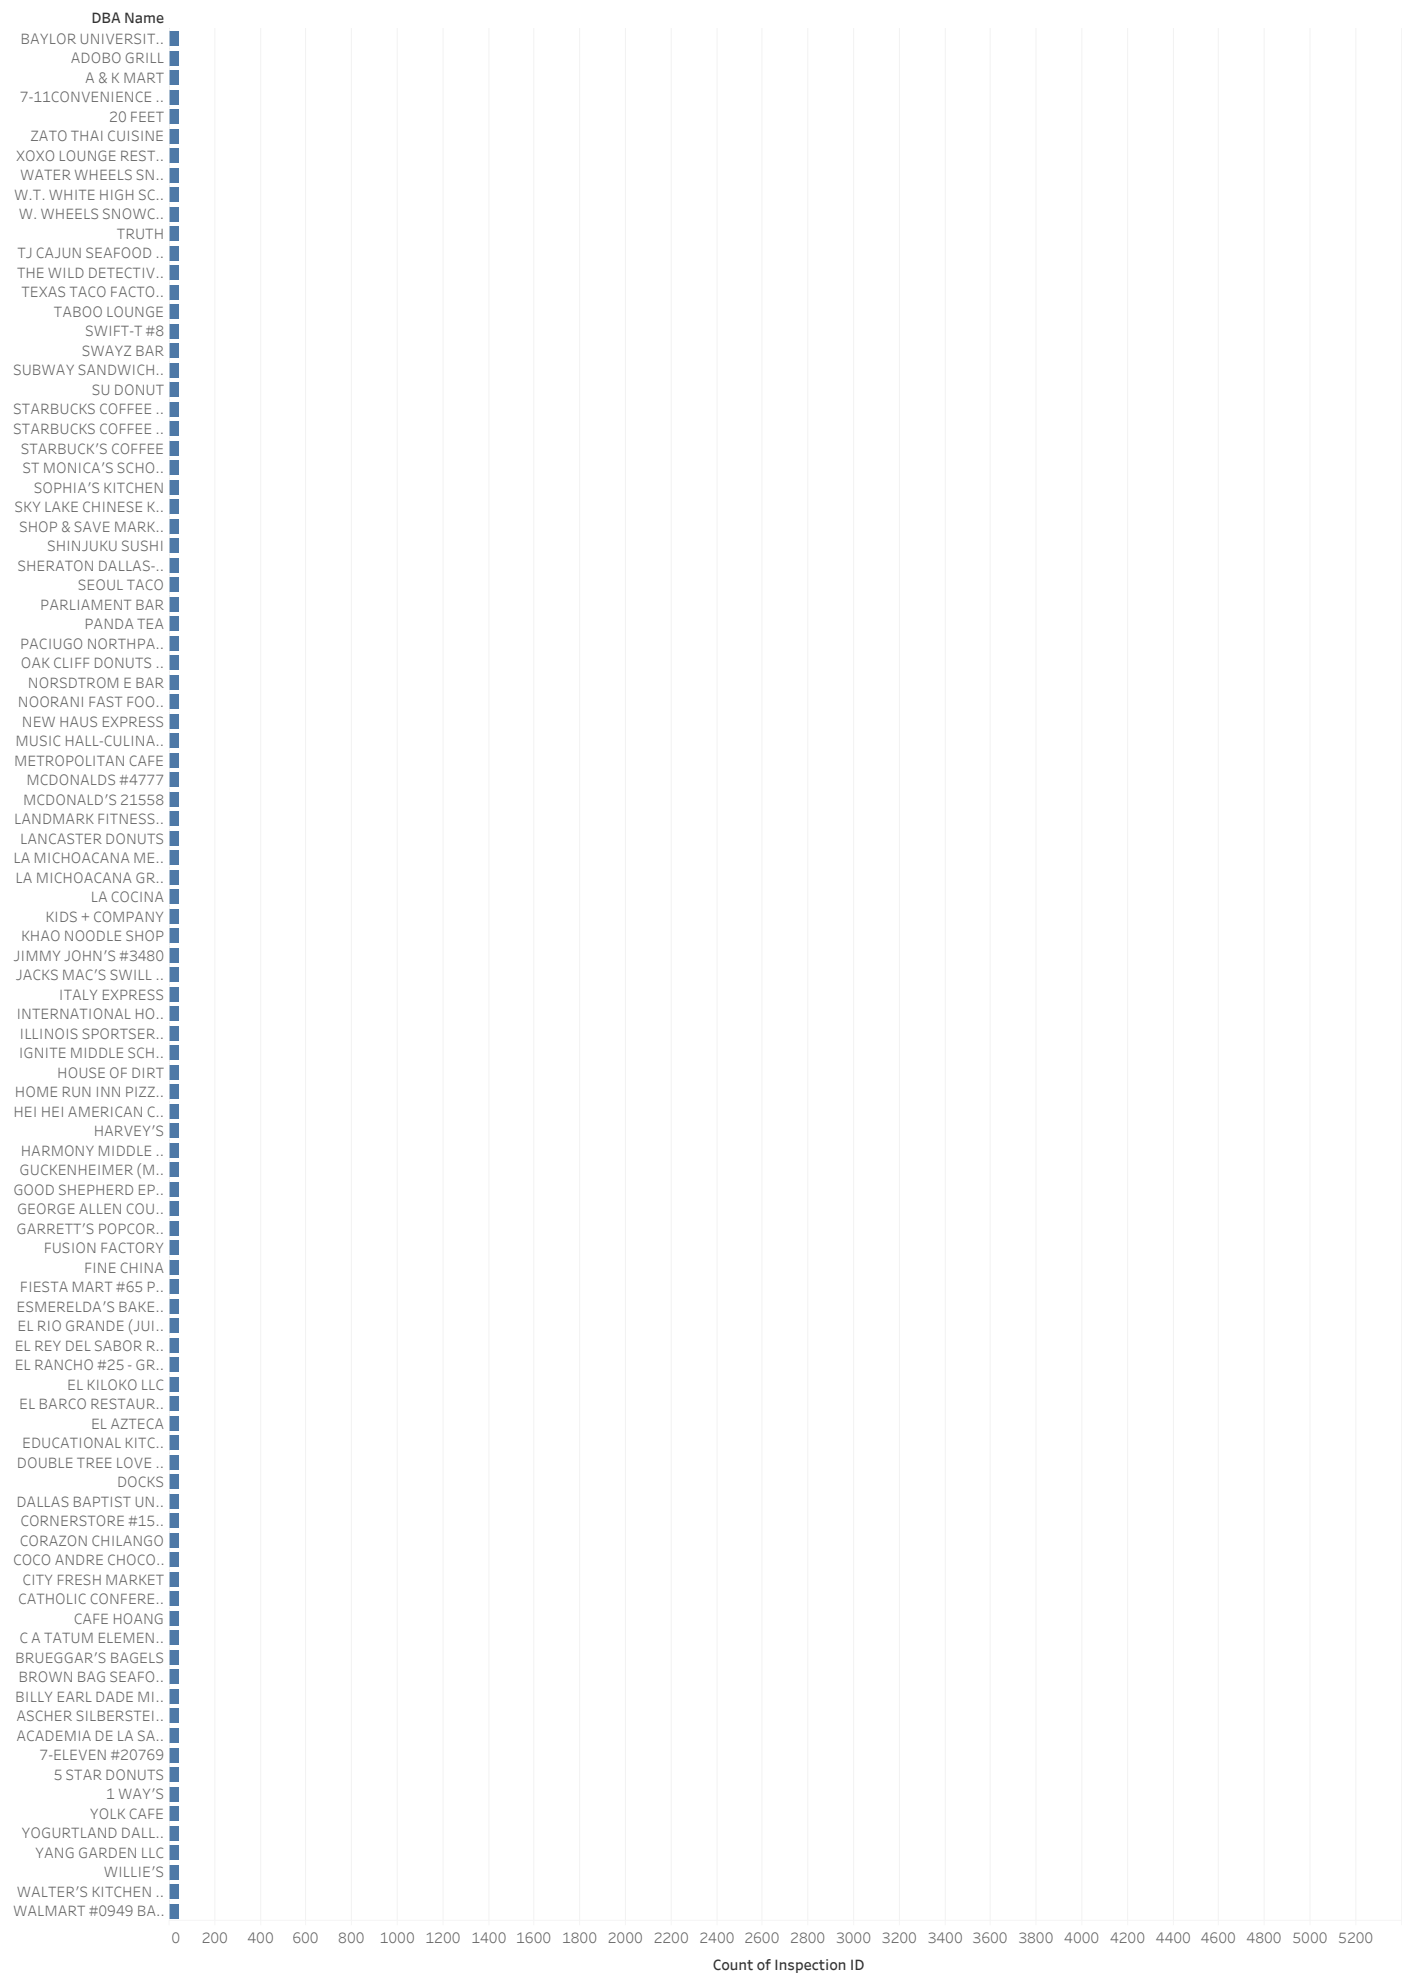 DBA Name
BAYLOR UNIVERSIT..
ADOBO GRILL
A & K MART
7-11CONVENIENCE ..
20 FEET
ZATO THAI CUISINE
XOXO LOUNGE REST..
WATER WHEELS SN..
W.T. WHITE HIGH SC..
W. WHEELS SNOWC..
TRUTH
TJ CAJUN SEAFOOD ..
THE WILD DETECTIV..
TEXAS TACO FACTO..
TABOO LOUNGE
SWIFT-T #8
SWAYZ BAR
SUBWAY SANDWICH..
SU DONUT
STARBUCKS COFFEE ..
STARBUCKS COFFEE ..
STARBUCK'S COFFEE
ST MONICA'S SCHO..
SOPHIA'S KITCHEN
SKY LAKE CHINESE K..
SHOP & SAVE MARK..
SHINJUKU SUSHI
SHERATON DALLAS-..
SEOUL TACO
PARLIAMENT BAR
PANDA TEA
PACIUGO NORTHPA..
OAK CLIFF DONUTS ..
NORSDTROM E BAR
NOORANI FAST FOO..
NEW HAUS EXPRESS
MUSIC HALL-CULINA..
METROPOLITAN CAFE
MCDONALDS #4777
MCDONALD'S 21558
LANDMARK FITNESS..
LANCASTER DONUTS
LA MICHOACANA ME..
LA MICHOACANA GR..
LA COCINA
KIDS + COMPANY
KHAO NOODLE SHOP
JIMMY JOHN'S #3480
JACKS MAC'S SWILL ..
ITALY EXPRESS
INTERNATIONAL HO..
ILLINOIS SPORTSER..
IGNITE MIDDLE SCH..
HOUSE OF DIRT
HOME RUN INN PIZZ..
HEI HEI AMERICAN C..
HARVEY'S
HARMONY MIDDLE ..
GUCKENHEIMER (M..
GOOD SHEPHERD EP..
GEORGE ALLEN COU..
GARRETT'S POPCOR..
FUSION FACTORY
FINE CHINA
FIESTA MART #65 P..
ESMERELDA'S BAKE..
EL RIO GRANDE (JUI..
EL REY DEL SABOR R..
EL RANCHO #25 - GR..
EL KILOKO LLC
EL BARCO RESTAUR..
EL AZTECA
EDUCATIONAL KITC..
DOUBLE TREE LOVE ..
DOCKS
DALLAS BAPTIST UN..
CORNERSTORE #15..
CORAZON CHILANGO
COCO ANDRE CHOCO..
CITY FRESH MARKET
CATHOLIC CONFERE..
CAFE HOANG
C A TATUM ELEMEN..
BRUEGGAR'S BAGELS
BROWN BAG SEAFO..
BILLY EARL DADE MI..
ASCHER SILBERSTEI..
ACADEMIA DE LA SA..
7-ELEVEN #20769
5 STAR DONUTS
1 WAY'S
YOLK CAFE
YOGURTLAND DALL..
YANG GARDEN LLC
WILLIE'S
WALTER'S KITCHEN ..
WALMART #0949 BA..
0 200 400 600 800 1000 1200 1400 1600 1800 2000 2200 2400 2600 2800 3000 3200 3400 3600 3800 4000 4200 4400 4600 4800 5000 5200
Count of Inspection ID